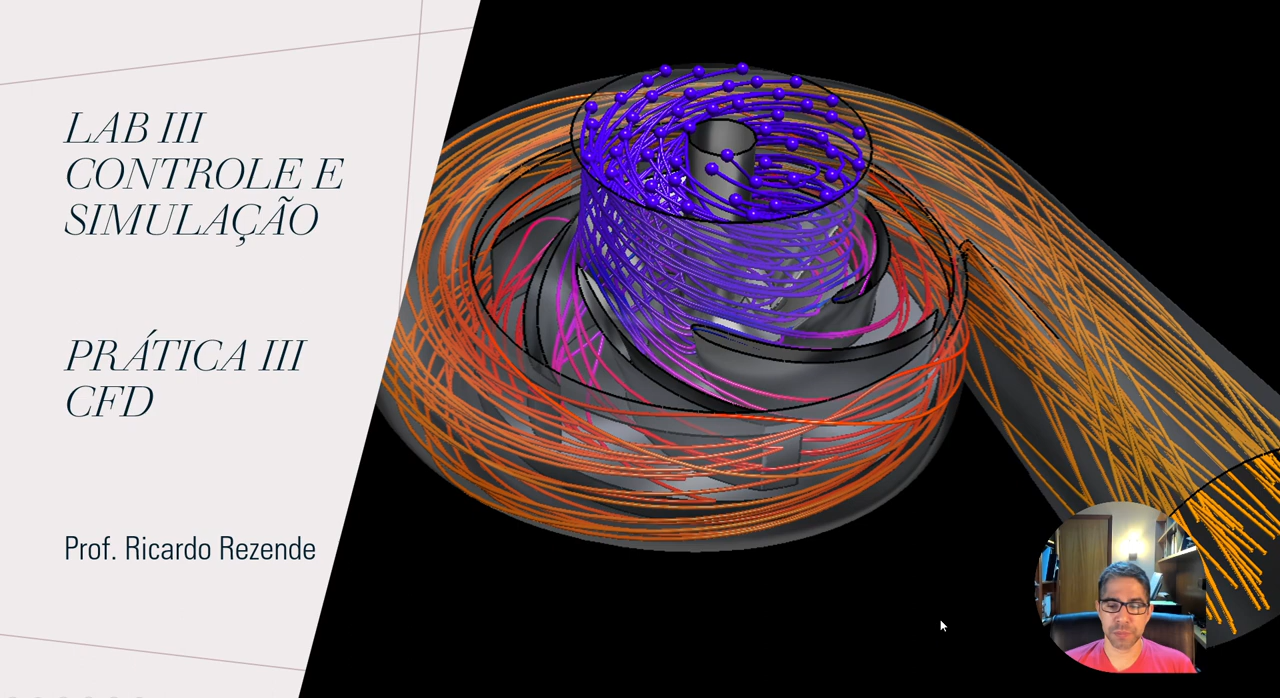 LAB III
CONTROLE E
SIMULAÇÃO
PRÁTICA III
CFD
Prof. Ricardo Rezende